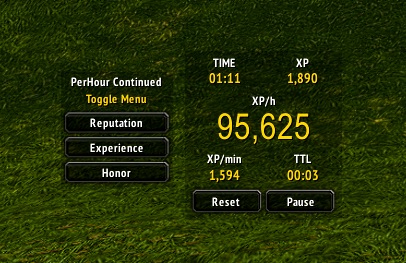 PerHour Continued
Toggle Menu
Reputation
Experience
Honor
TIME XP
01:11 1,890
XP/h
95,625
XP/min TTL
1,594 00:03
Reset Pause